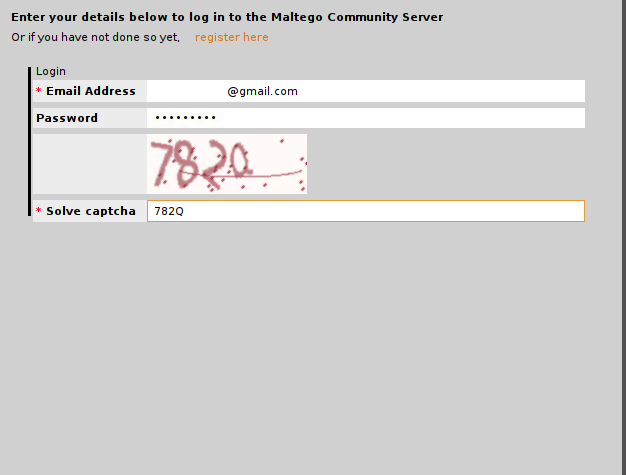 Enter your details below to log in to the Maltego Community Server
Or if you have not done so yet, register here
Login
* Email Address @gmail.com
Password •••••••••
* Solve captcha 782Q